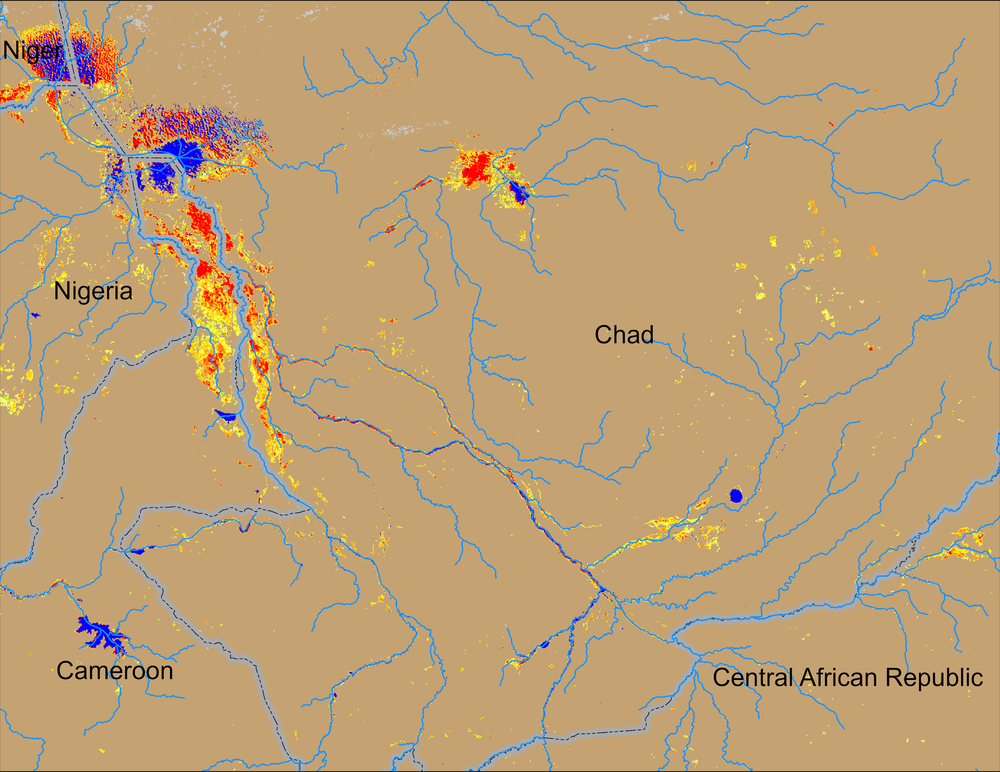 Niger
Nigeria
Chad
Cameroon
Central African Republic